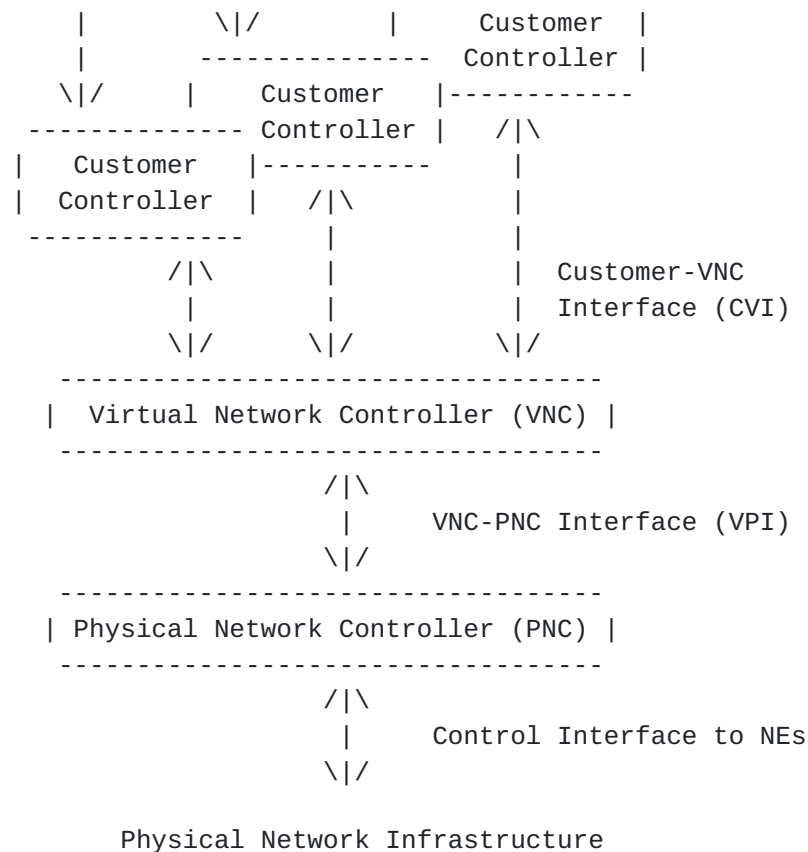 |        \|/        |     Customer  |
    |       --------------- Controller |
   \|/     |    Customer   |------------
 -------------- Controller |   /|\
|   Customer   |-----------     |
|  Controller  |   /|\          |
 --------------     |           |
          /|\       |           |  Customer-VNC
           |        |           |  Interface (CVI)
          \|/      \|/         \|/
   -----------------------------------
  |  Virtual Network Controller (VNC) |
   -----------------------------------
                    /|\
                     |     VNC-PNC Interface (VPI)
                    \|/
   -----------------------------------
  | Physical Network Controller (PNC) |
   -----------------------------------
                    /|\
                     |     Control Interface to NEs
                    \|/
       Physical Network Infrastructure